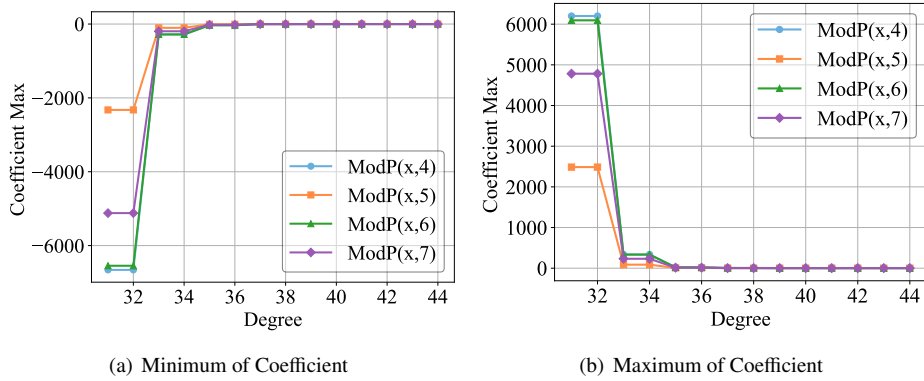 0
−2000
−4000
−6000
Coefficient Max
ModP(x,4)
ModP(x,5)
ModP(x,6)
ModP(x,7)
32 34 36 38 40 42 44
Degree
(a) Minimum of Coefficient
6000
5000
4000
3000
2000
1000
0
Coefficient Max
ModP(x,4)
ModP(x,5)
ModP(x,6)
ModP(x,7)
32 34 36 38 40 42 44
Degree
(b) Maximum of Coefficient